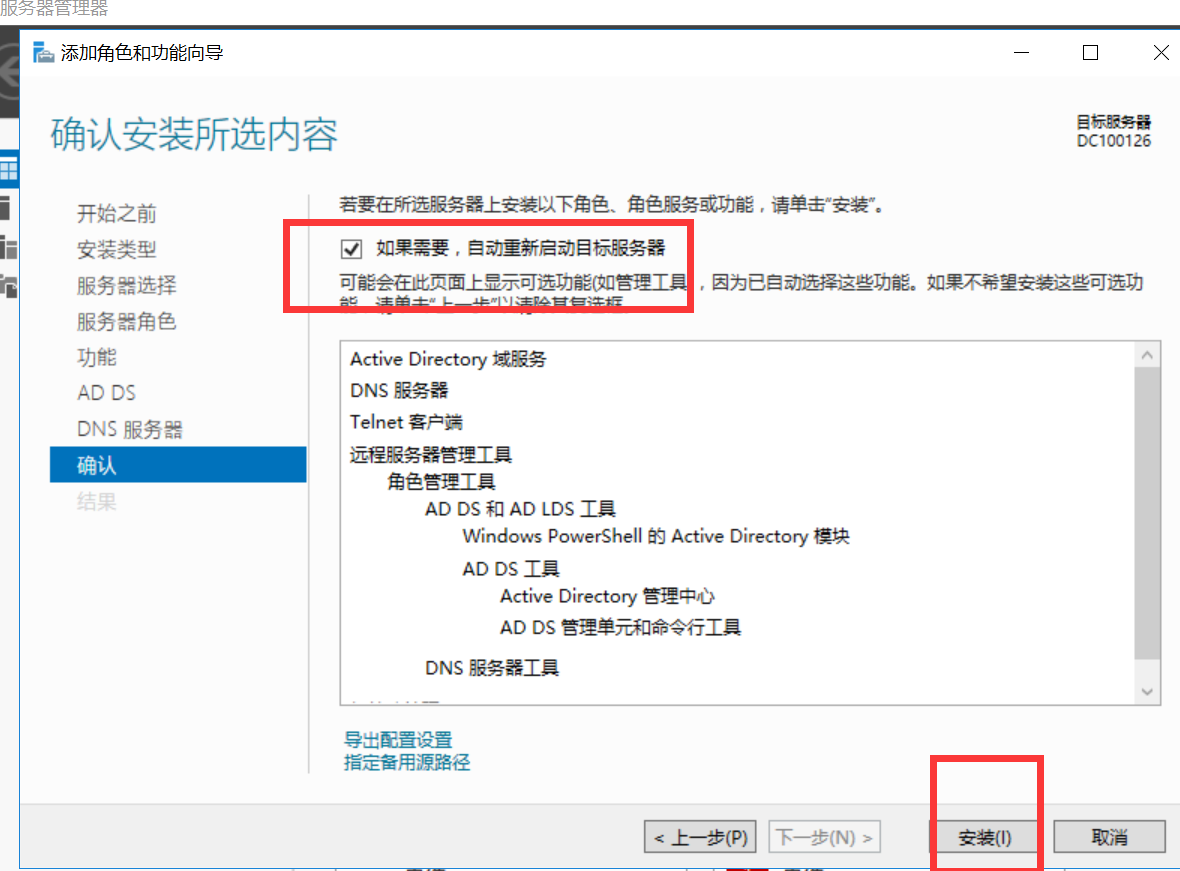 服务器管理器
添加角色和功能向导
确认安装所选内容
目标服务器
DC100126
开始之前
安装类型
服务器选择
服务器角色
功能
AD DS
DNS 服务器
确认
结果
若要在所选服务器上安装以下角色、角色服务或功能，请单击“安装”。
如果需要，自动重新启动目标服务器
可能会在此页面上显示可选功能(如管理工具，因为已自动选择这些功能。如果不希望安装这些可选功
能，请单击“上一步”以清除其复选框
Active Directory 域服务
DNS 服务器
Telnet 客户端
远程服务器管理工具
角色管理工具
AD DS 和 AD LDS 工具
Windows PowerShell 的 Active Directory 模块
AD DS 工具
Active Directory 管理中心
AD DS 管理单元和命令行工具
DNS 服务器工具
导出配置设置
指定备用源路径
< 上一步(P)
下一步(N) >
安装(I)
取消